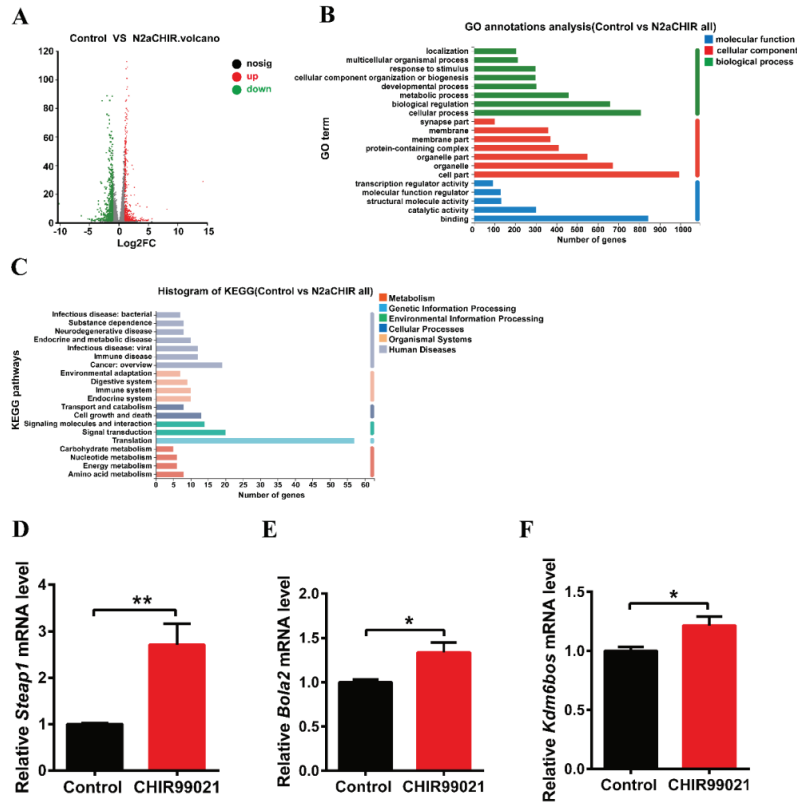 A
Control VS N2aCHIR.volcano
120
100
80
60
40
20
0
-10
-5
0
5
10
15
Log2FC
nosig
up
down
B
GO annotations analysis(Control vs N2aCHIR all)
GO term
localization
multicellular organismal process
response to stimulus
cellular component organization or biogenesis
developmental process
metabolic process
biological regulation
cellular process
synapse part
membrane
membrane part
protein-containing complex
organelle part
organelle
cell part
transcription regulator activity
molecular function regulator
structural molecule activity
catalytic activity
binding
0 100 200 300 400 500 600 700 800 900 1000
Number of genes
molecular function
cellular component
biological process
C
Histogram of KEGG(Control vs N2aCHIR all)
KEGG pathways
Infectious disease: bacterial
Substance dependence
Neurodegenerative disease
Endocrine and metabolic disease
Infectious disease: viral
Immune disease
Cancer: overview
Environmental adaptation
Digestive system
Immune system
Endocrine system
Transport and catabolism
Cell growth and death
Signaling molecules and interaction
Signal transduction
Translation
Carbohydrate metabolism
Nucleotide metabolism
Energy metabolism
Amino acid metabolism
0 5 10 15 20 25 30 35 40 45 50 55 60
Number of genes
Metabolism
Genetic Information Processing
Environmental Information Processing
Cellular Processes
Organismal Systems
Human Diseases
D
Relative Steap1 mRNA level
4
3
2
1
0
**
Control CHIR99021
E
Relative Bola2 mRNA level
2.0
1.5
1.0
0.5
0.0
*
Control CHIR99021
F
Relative Kdm6bos mRNA level
1.5
1.0
0.5
0.0
*
Control CHIR99021